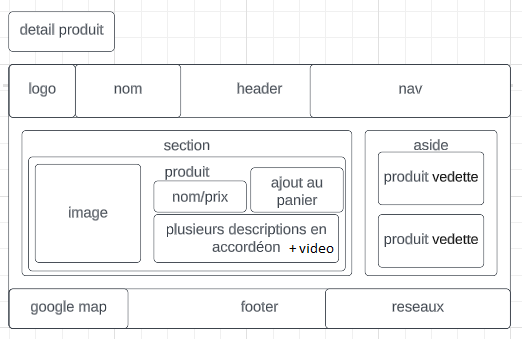 detail produit
logo
nom
header
nav
section
aside
produit
image
nom/prix
ajout au
panier
plusieurs descriptions en
accordéon + video
produit vedette
produit vedette
google map
footer
reseaux